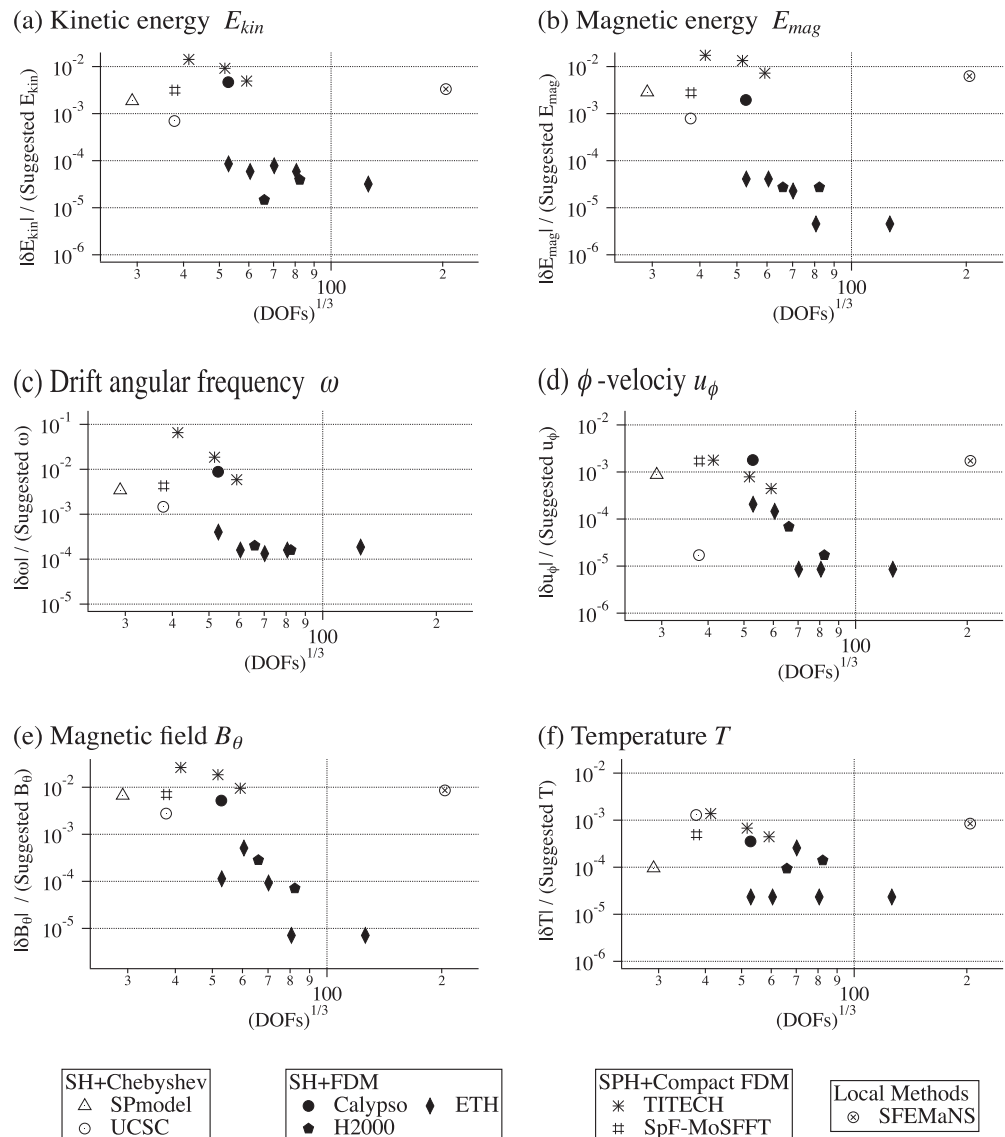 (a) Kinetic energy E_kin
|δE_kin| / (Suggested E_kin)
10^-2
10^-3
10^-4
10^-5
10^-6
3 4 5 6 7 8 9 2
100
(DOFs)^1/3
(b) Magnetic energy E_mag
|δE_mag| / (Suggested E_mag)
10^-2
10^-3
10^-4
10^-5
10^-6
3 4 5 6 7 8 9 2
100
(DOFs)^1/3
(c) Drift angular frequency ω
|δω| / (Suggested ω)
10^-1
10^-2
10^-3
10^-4
10^-5
3 4 5 6 7 8 9 2
100
(DOFs)^1/3
(d) ϕ -velociy u_ϕ
|δu_ϕ| / (Suggested u_ϕ)
10^-2
10^-3
10^-4
10^-5
10^-6
3 4 5 6 7 8 9 2
100
(DOFs)^1/3
(e) Magnetic field B_θ
|δB_θ| / (Suggested B_θ)
10^-2
10^-3
10^-4
10^-5
3 4 5 6 7 8 9 2
100
(DOFs)^1/3
(f) Temperature T
|δT| / (Suggested T)
10^-2
10^-3
10^-4
10^-5
10^-6
3 4 5 6 7 8 9 2
100
(DOFs)^1/3
SH+Chebyshev
SPmodel
UCSC
SH+FDM
Calypso ETH
H2000
SPH+Compact FDM
TITECH
SpF-MoSFFT
Local Methods
SFEMaNS